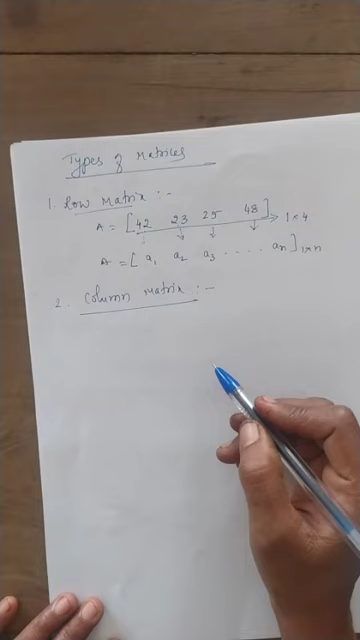 Types of Matrices
1. Row Matrix :-
A = [42 23 25 48] → 1×4
A = [a₁ a₂ a₃ .... aₙ]₁ₓₙ
2. Column Matrix :-